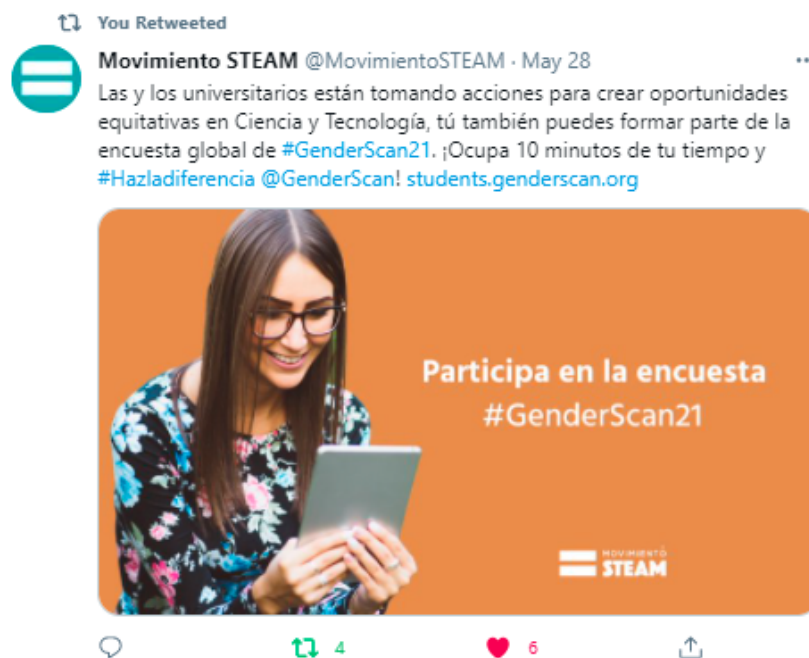 You Retweeted
Movimiento STEAM @MovimientoSTEAM · May 28
Las y los universitarios están tomando acciones para crear oportunidades
equitativas en Ciencia y Tecnología, tú también puedes formar parte de la
encuesta global de #GenderScan21. ¡Ocupa 10 minutos de tu tiempo y
#Hazladiferencia @GenderScan! students.genderscan.org
Participa en la encuesta
#GenderScan21
MOVIMIENTO
STEAM
4 6